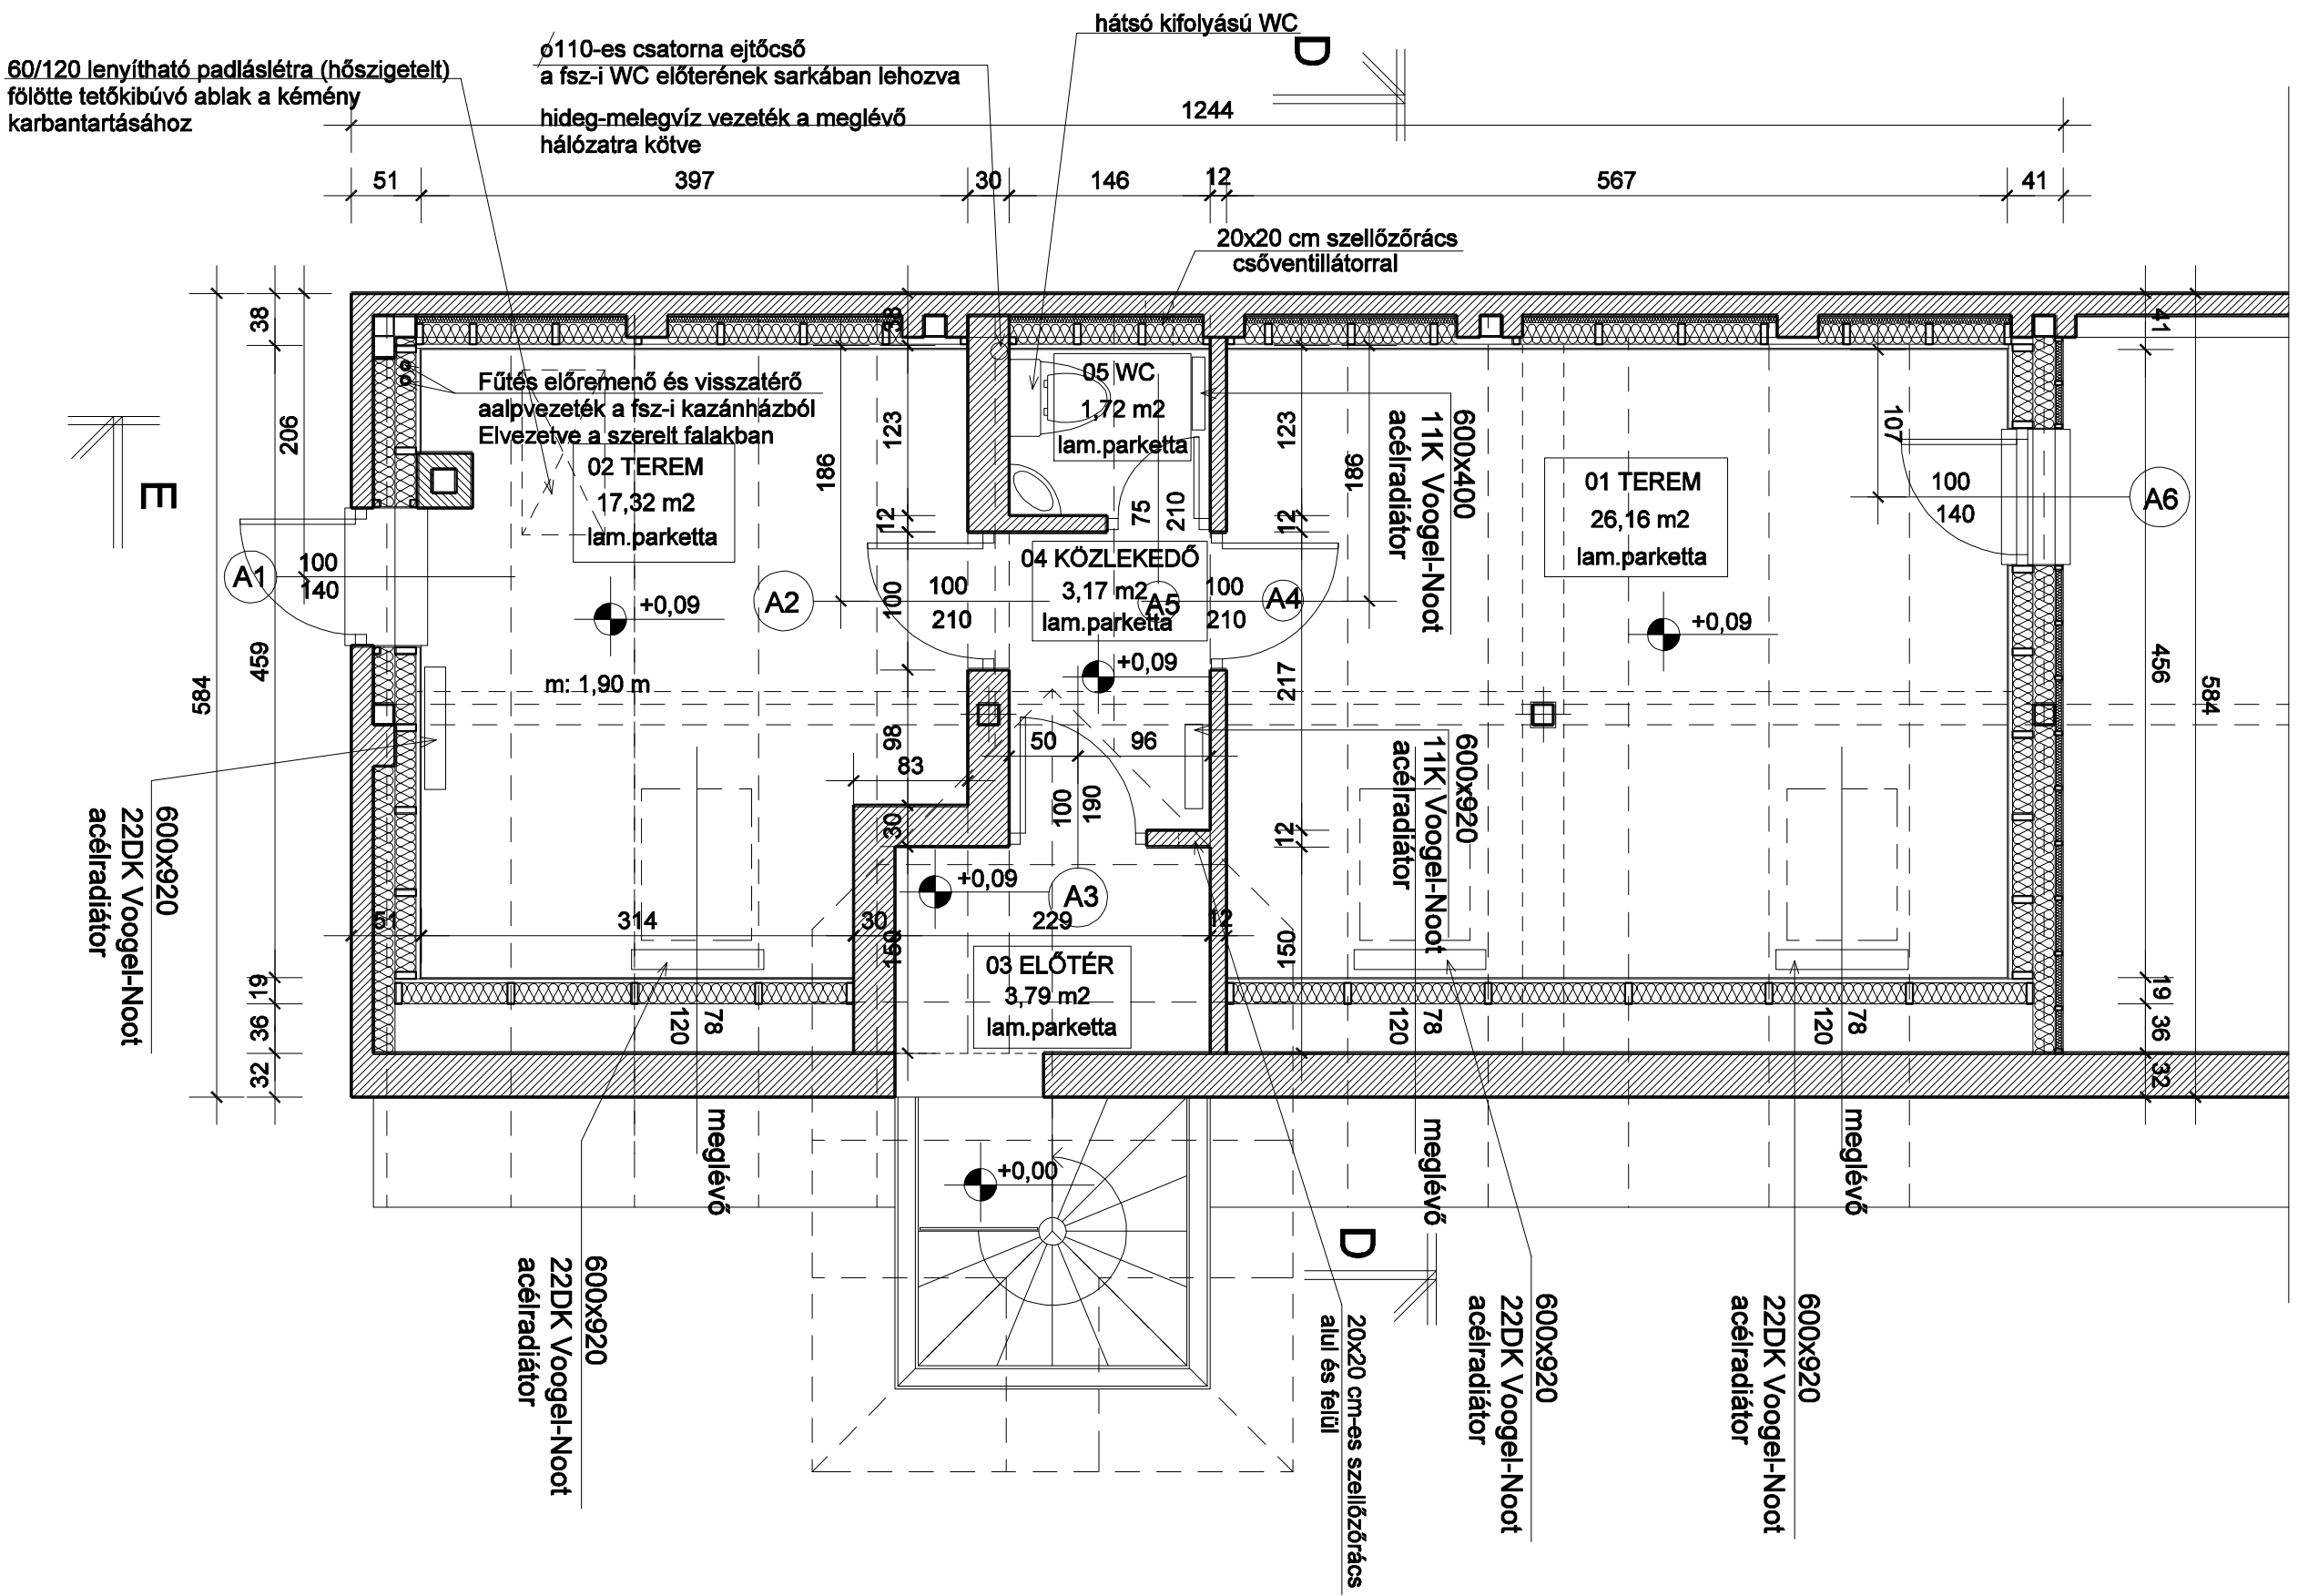 hátsó kifolyású WC
ø110-es csatorna ejtőcső
a fsz-i WC előterének sarkában lehozva
hideg-melegvíz vezeték a meglévő
hálózatra kötve
60/120 lenyítható padláslétra (hőszigetelt)
fölötte tetőkibúvó ablak a kémény
karbantartásához
D
1244
51
397
30
146
12
567
41
20x20 cm szellőzőrács
csőventillátorral
38
206
459
584
19
36
32
E
38
123
186
12
100
98
30
150
Fűtés előremenő és visszatérő
aalpvezeték a fsz-i kazánházból
Elvezetve a szerelt falakban
02 TEREM
17,32 m2
lam.parketta
05 WC
1,72 m2
lam.parketta
75
210
600x400
11K Voogel-Noot
acélradiátor
123
186
12
217
12
150
01 TEREM
26,16 m2
lam.parketta
107
100
140
A6
41
456
584
19
36
32
A1
100
140
A2
100
210
04 KÖZLEKEDŐ
3,17 m2
lam.parketta
A5
100
210
A4
+0,09
+0,09
+0,09
m: 1,90 m
50
96
83
100
190
600x920
11K Voogel-Noot
acélradiátor
600x920
22DK Voogel-Noot
acélradiátor
+0,09
A3
51
314
30
229
12
03 ELŐTÉR
3,79 m2
lam.parketta
78
120
78
120
78
120
meglévő
meglévő
meglévő
+0,00
D
600x920
22DK Voogel-Noot
acélradiátor
20x20 cm-es szellőzőrács
alul és felül
600x920
22DK Voogel-Noot
acélradiátor
600x920
22DK Voogel-Noot
acélradiátor